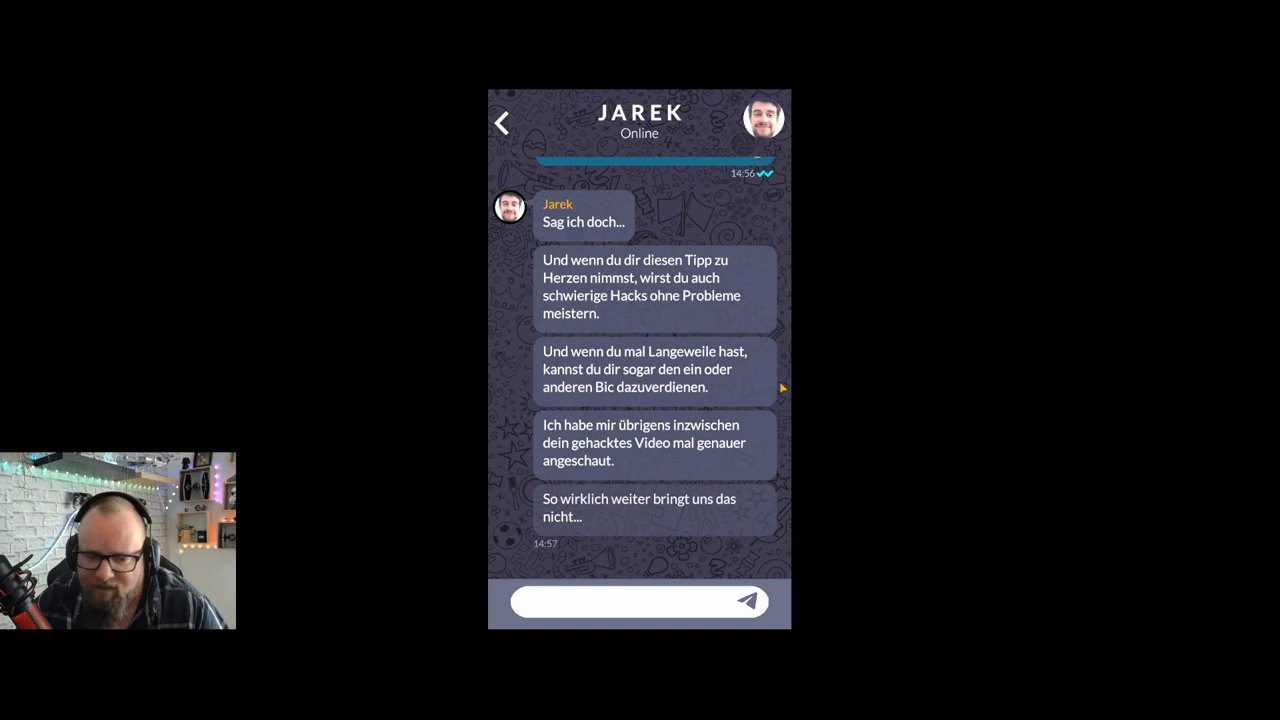 JAREK
Online
14:56
Jarek
Sag ich doch...
Und wenn du dir diesen Tipp zu
Herzen nimmst, wirst du auch
schwierige Hacks ohne Probleme
meistern.
Und wenn du mal Langeweile hast,
kannst du dir sogar den ein oder
anderen Bic dazuverdienen.
Ich habe mir übrigens inzwischen
dein gehacktes Video mal genauer
angeschaut.
So wirklich weiter bringt uns das
nicht...
14:57